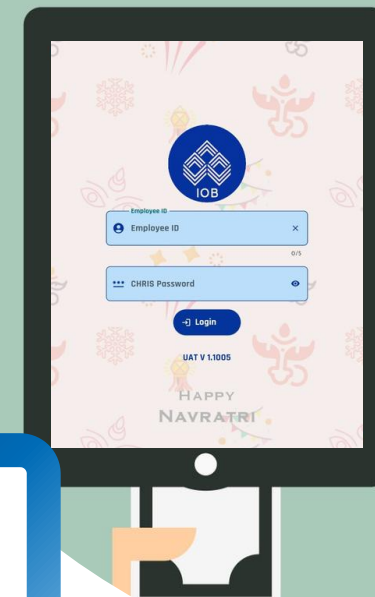 IOB
Employee ID
Employee ID
0/5
CHRIS Password
Login
UAT V 1.1005
HAPPY
NAVRATRI